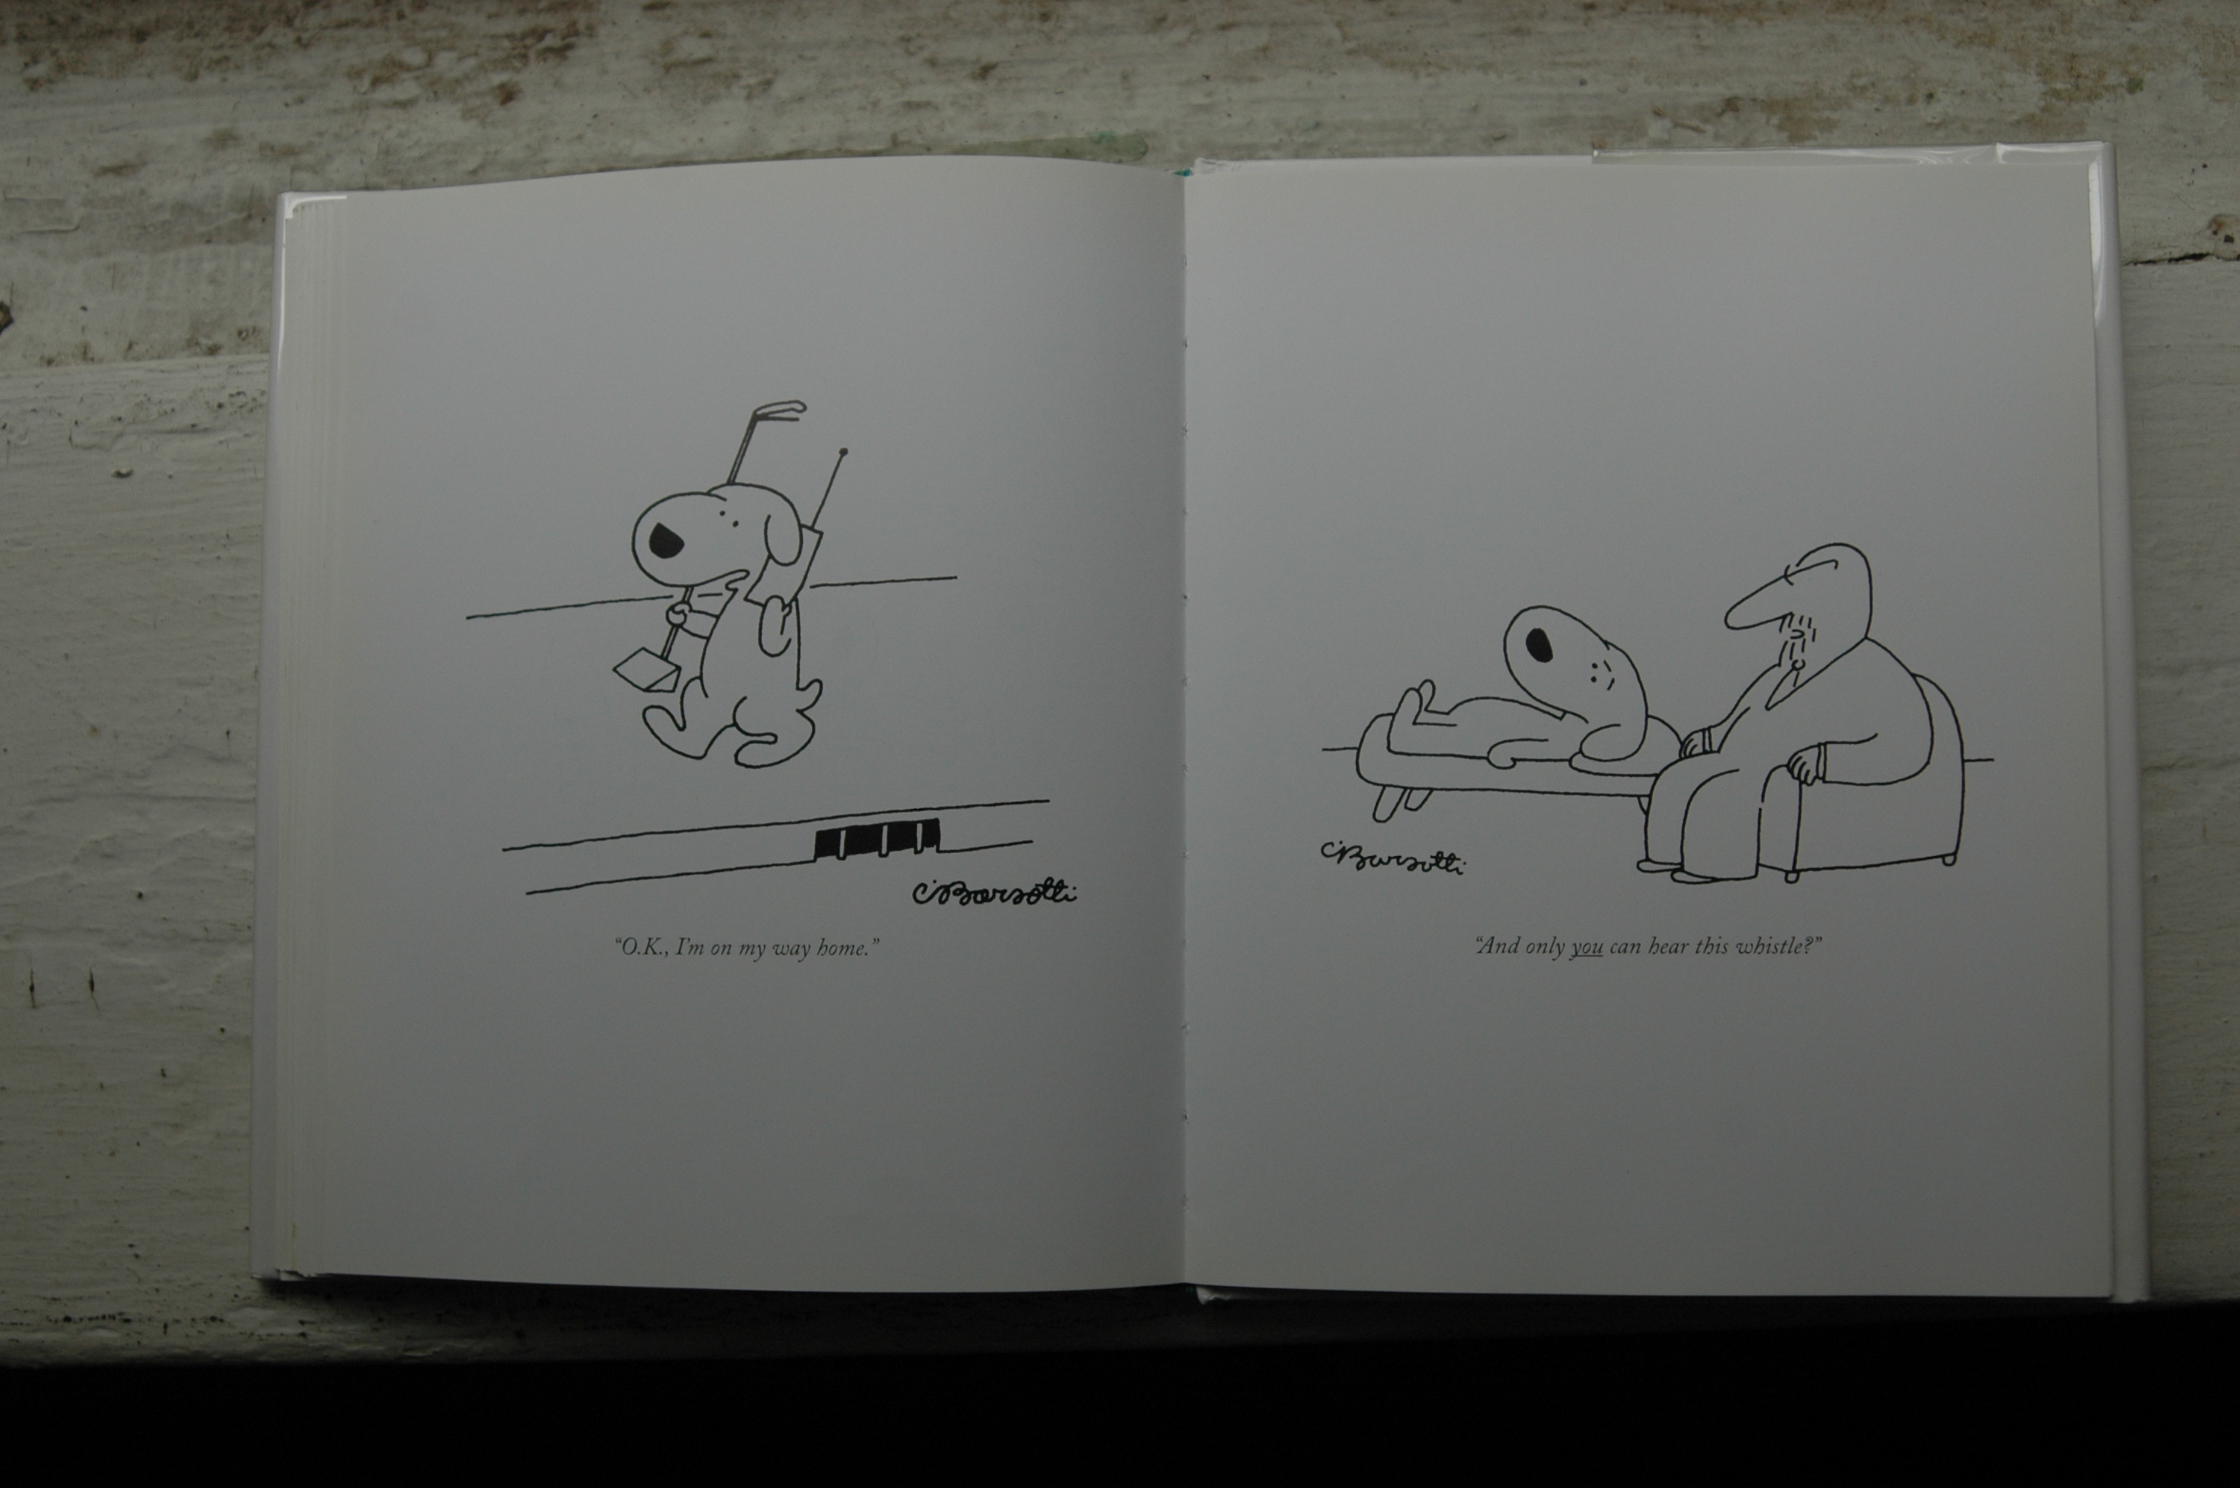 C. Barsotti
“O.K., I'm on my way home.”
C. Barsotti
“And only you can hear this whistle?”